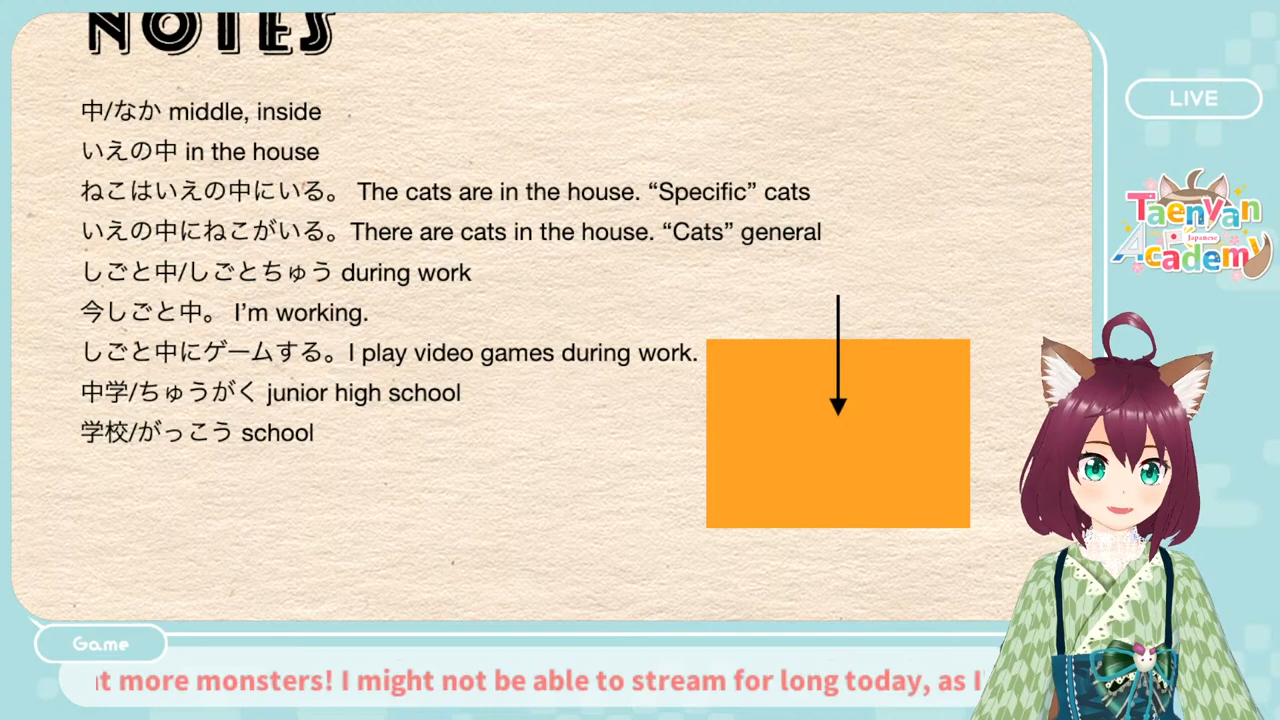 NOTES
中/なか middle, inside
いえの中 in the house
ねこはいえの中にいる。 The cats are in the house. “Specific” cats
いえの中にねこがいる。There are cats in the house. “Cats” general
しごと中/しごとちゅう during work
今しごと中。 I’m working.
しごと中にゲームする。I play video games during work.
中学/ちゅうがく junior high school
学校/がっこう school
LIVE
Taenyan
Japanese
Academy
Game
t more monsters! I might not be able to stream for long today, as I